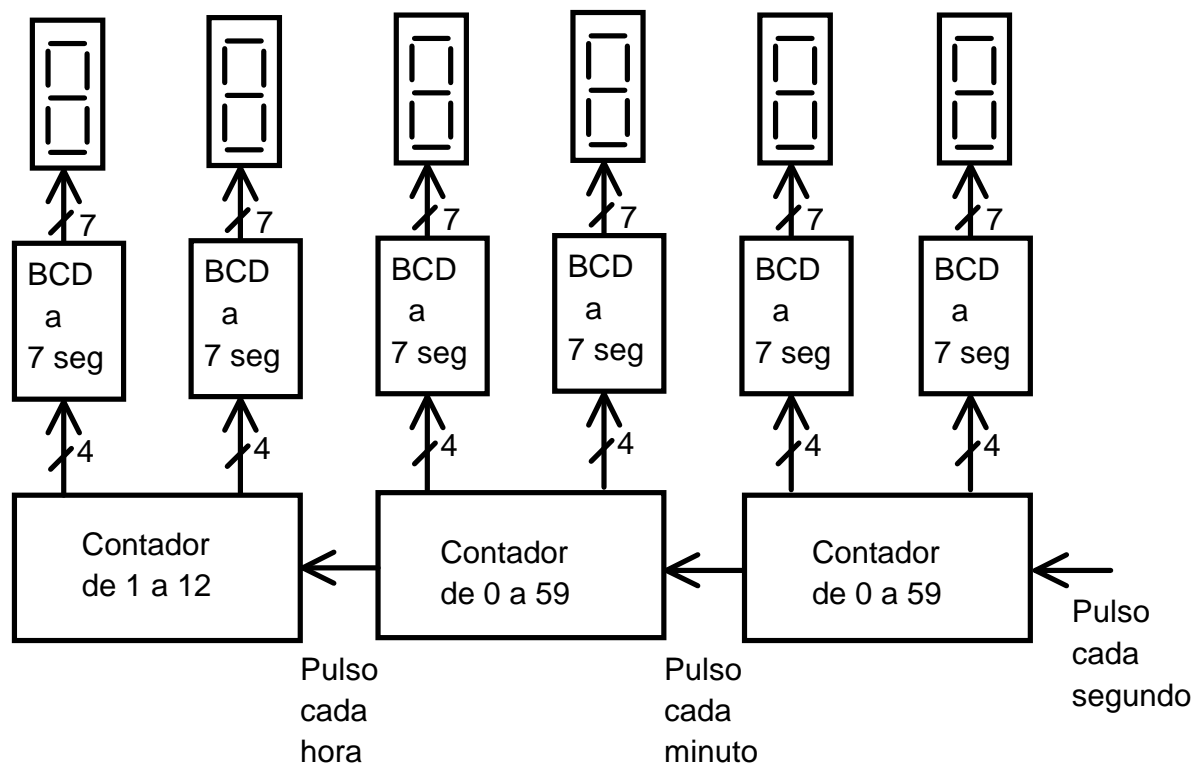 7
7
7
7
7
7
BCD
a
7 seg
BCD
a
7 seg
BCD
a
7 seg
BCD
a
7 seg
BCD
a
7 seg
BCD
a
7 seg
4
4
4
4
4
4
Contador
de 1 a 12
Contador
de 0 a 59
Contador
de 0 a 59
Pulso
cada
hora
Pulso
cada
minuto
Pulso
cada
segundo